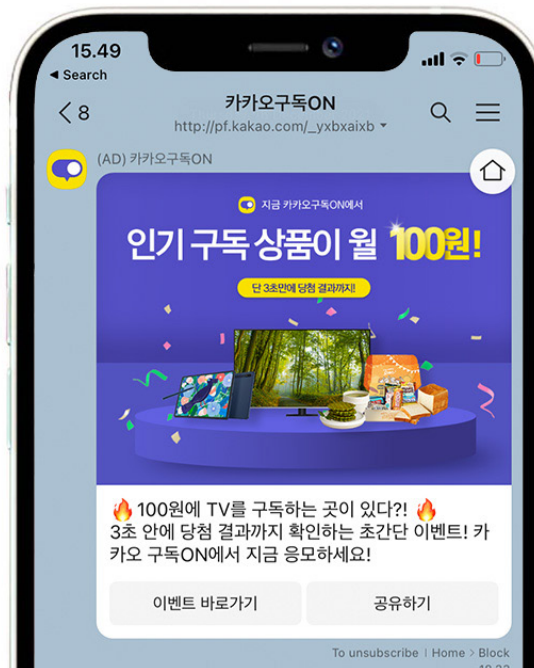 15.49
◀ Search
8
카카오구독ON
http://pf.kakao.com/_yxbxaixb
(AD) 카카오구독ON
지금 카카오구독ON에서
인기 구독 상품이 월 100원!
단 3초만에 당첨 결과까지!
🔥 100원에 TV를 구독하는 곳이 있다?! 🔥
3초 안에 당첨 결과까지 확인하는 초간단 이벤트! 카
카오 구독ON에서 지금 응모하세요!
이벤트 바로가기
공유하기
To unsubscribe | Home > Block